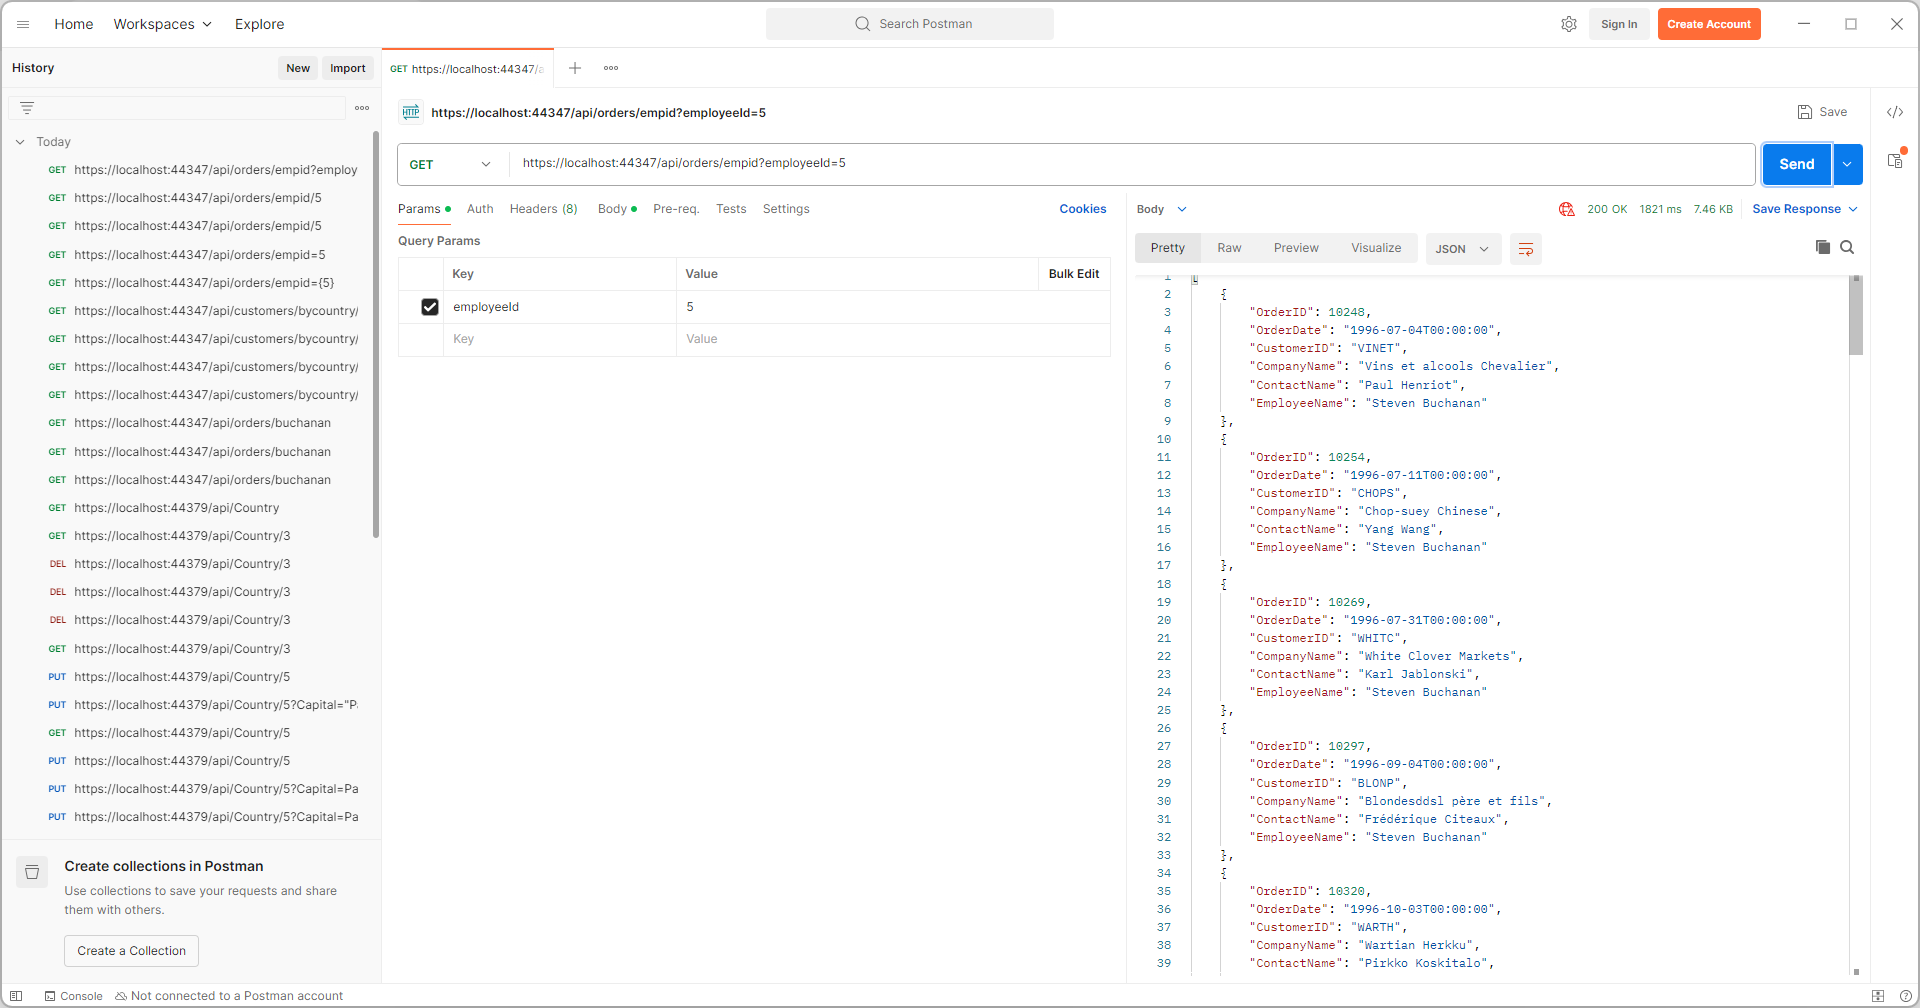 Home
Workspaces
Explore
Search Postman
Sign In
Create Account
History
New
Import
GET https://localhost:44347/a
Today
GET https://localhost:44347/api/orders/empid?employ
GET https://localhost:44347/api/orders/empid/5
GET https://localhost:44347/api/orders/empid/5
GET https://localhost:44347/api/orders/empid=5
GET https://localhost:44347/api/orders/empid={5}
GET https://localhost:44347/api/customers/bycountry/
GET https://localhost:44347/api/customers/bycountry/
GET https://localhost:44347/api/customers/bycountry/
GET https://localhost:44347/api/customers/bycountry/
GET https://localhost:44347/api/orders/buchanan
GET https://localhost:44347/api/orders/buchanan
GET https://localhost:44347/api/orders/buchanan
GET https://localhost:44379/api/Country
GET https://localhost:44379/api/Country/3
DEL https://localhost:44379/api/Country/3
DEL https://localhost:44379/api/Country/3
DEL https://localhost:44379/api/Country/3
GET https://localhost:44379/api/Country/3
PUT https://localhost:44379/api/Country/5
PUT https://localhost:44379/api/Country/5?Capital="P
GET https://localhost:44379/api/Country/5
PUT https://localhost:44379/api/Country/5
PUT https://localhost:44379/api/Country/5?Capital=Pa
PUT https://localhost:44379/api/Country/5?Capital=Pa
Create collections in Postman
Use collections to save your requests and share
them with others.
Create a Collection
HTTP https://localhost:44347/api/orders/empid?employeeId=5
Save
GET
https://localhost:44347/api/orders/empid?employeeId=5
Send
Params
Auth
Headers (8)
Body
Pre-req.
Tests
Settings
Cookies
Query Params
Key
Value
Bulk Edit
employeeId
5
Key
Value
Body
200 OK
1821 ms
7.46 KB
Save Response
Pretty
Raw
Preview
Visualize
JSON
1 [
2 {
3 "OrderID": 10248,
4 "OrderDate": "1996-07-04T00:00:00",
5 "CustomerID": "VINET",
6 "CompanyName": "Vins et alcools Chevalier",
7 "ContactName": "Paul Henriot",
8 "EmployeeName": "Steven Buchanan"
9 },
10 {
11 "OrderID": 10254,
12 "OrderDate": "1996-07-11T00:00:00",
13 "CustomerID": "CHOPS",
14 "CompanyName": "Chop-suey Chinese",
15 "ContactName": "Yang Wang",
16 "EmployeeName": "Steven Buchanan"
17 },
18 {
19 "OrderID": 10269,
20 "OrderDate": "1996-07-31T00:00:00",
21 "CustomerID": "WHITC",
22 "CompanyName": "White Clover Markets",
23 "ContactName": "Karl Jablonski",
24 "EmployeeName": "Steven Buchanan"
25 },
26 {
27 "OrderID": 10297,
28 "OrderDate": "1996-09-04T00:00:00",
29 "CustomerID": "BLONP",
30 "CompanyName": "Blondesddsl père et fils",
31 "ContactName": "Frédérique Citeaux",
32 "EmployeeName": "Steven Buchanan"
33 },
34 {
35 "OrderID": 10320,
36 "OrderDate": "1996-10-03T00:00:00",
37 "CustomerID": "WARTH",
38 "CompanyName": "Wartian Herkku",
39 "ContactName": "Pirkko Koskitalo",
Console
Not connected to a Postman account